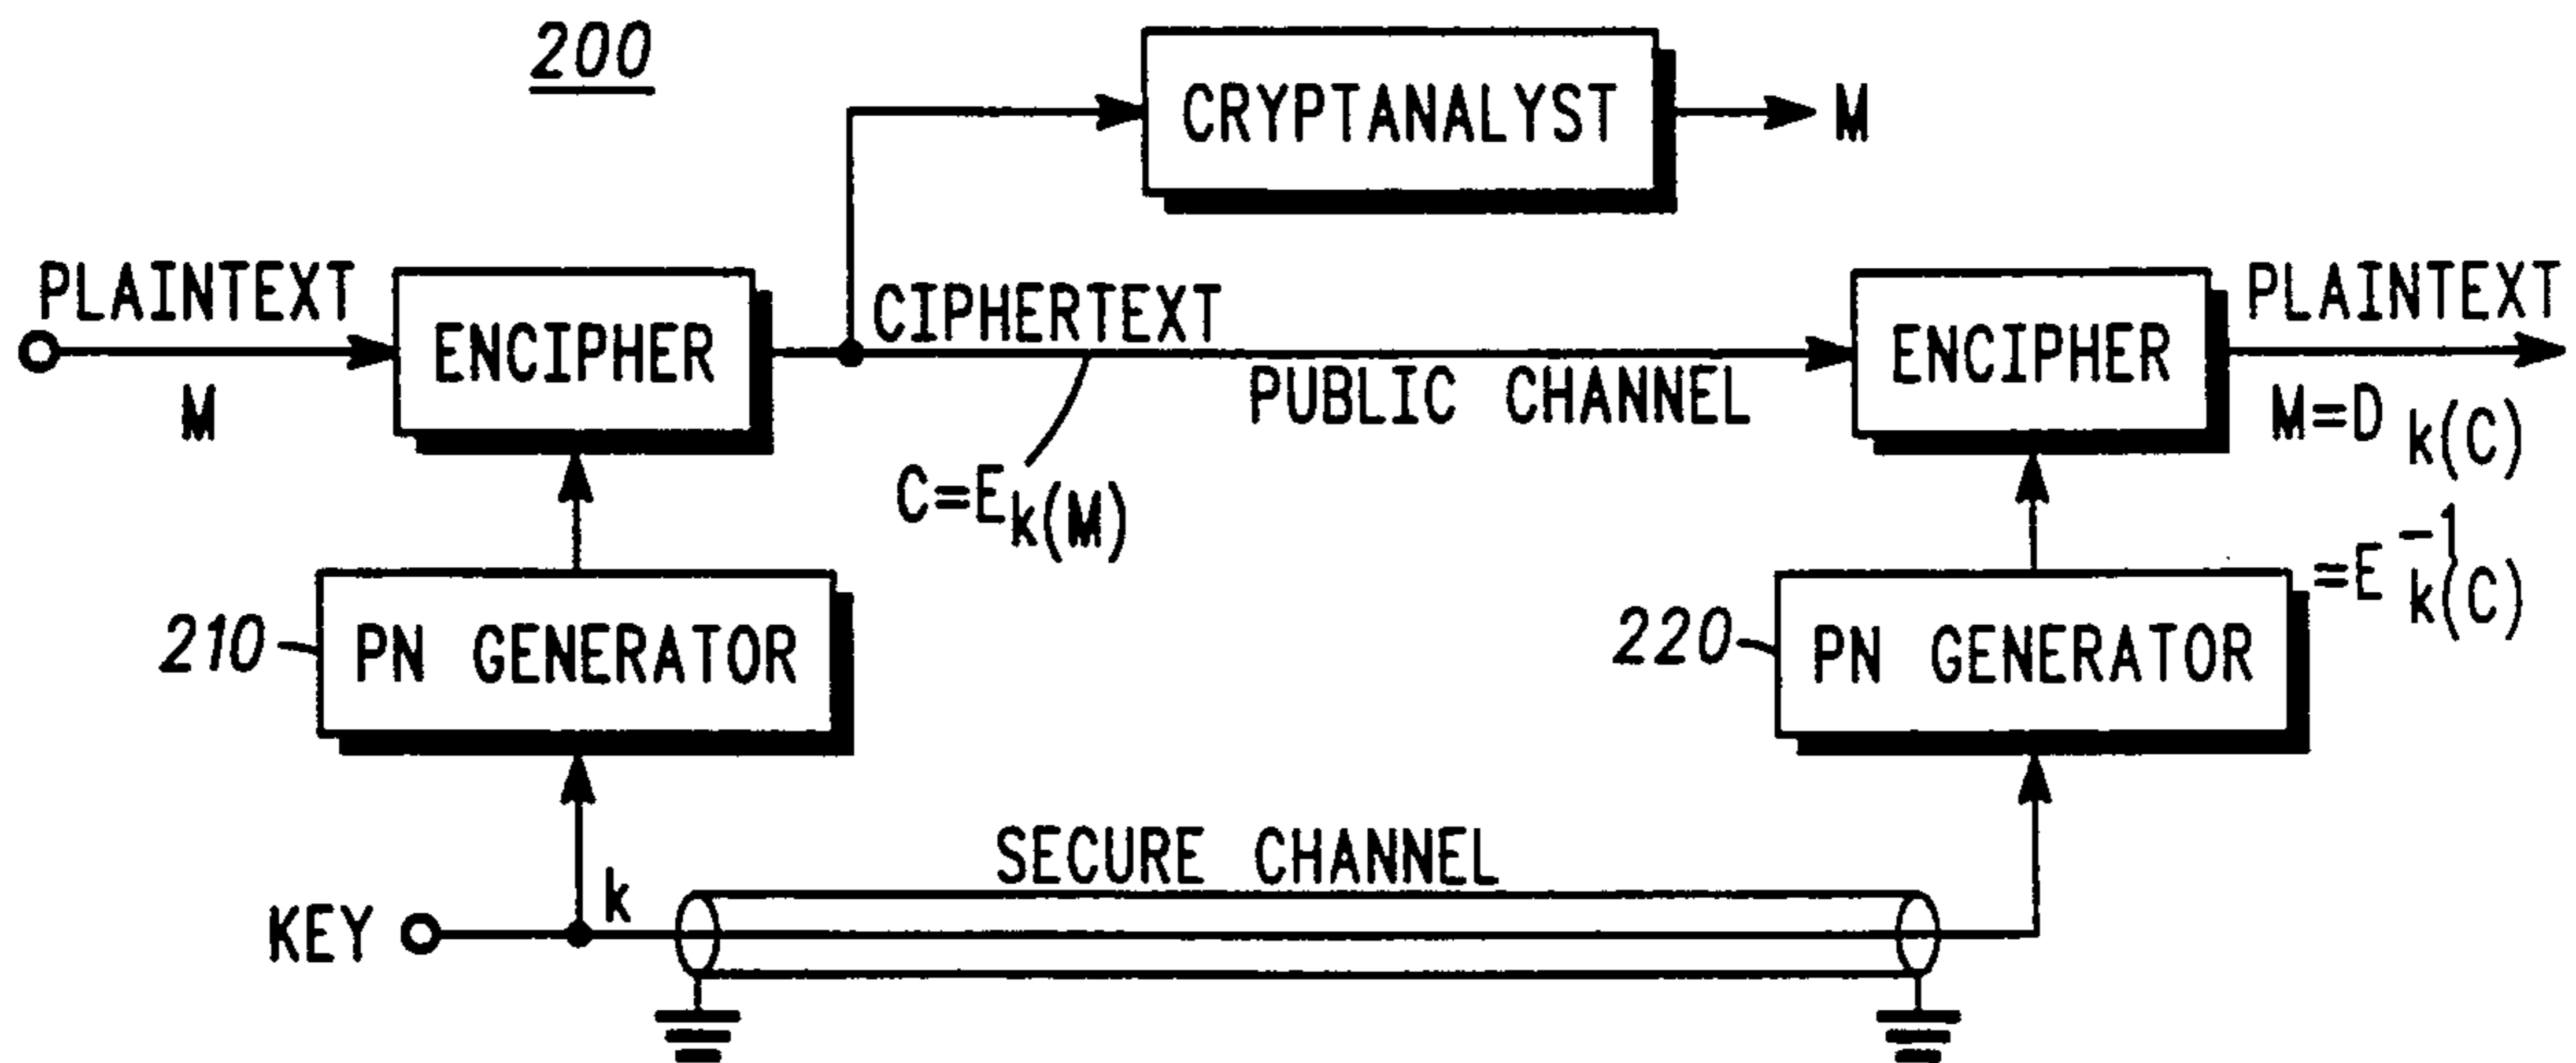 200
CRYPTANALYST
M
PLAINTEXT
M
ENCIPHER
CIPHERTEXT
PUBLIC CHANNEL
C=Ek(M)
ENCIPHER
PLAINTEXT
M=D k(C)
=E -1 k(C)
210
PN GENERATOR
220
PN GENERATOR
SECURE CHANNEL
KEY
k